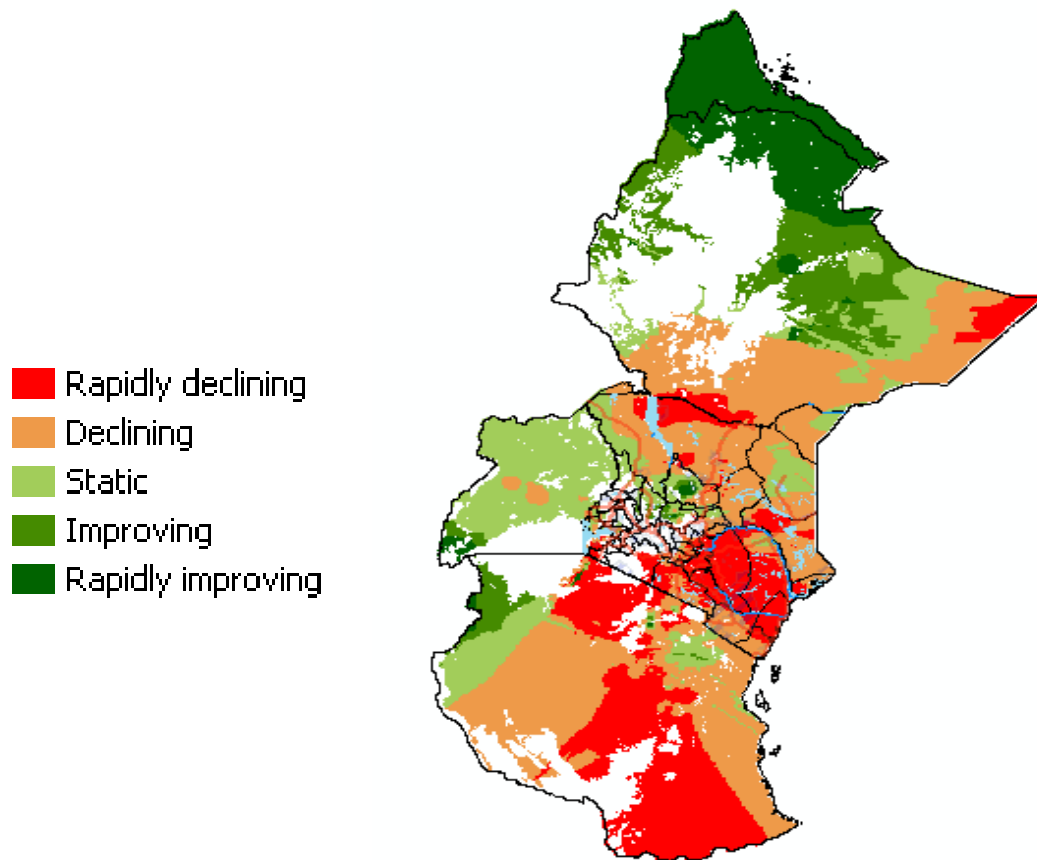 Rapidly declining
Declining
Static
Improving
Rapidly improving